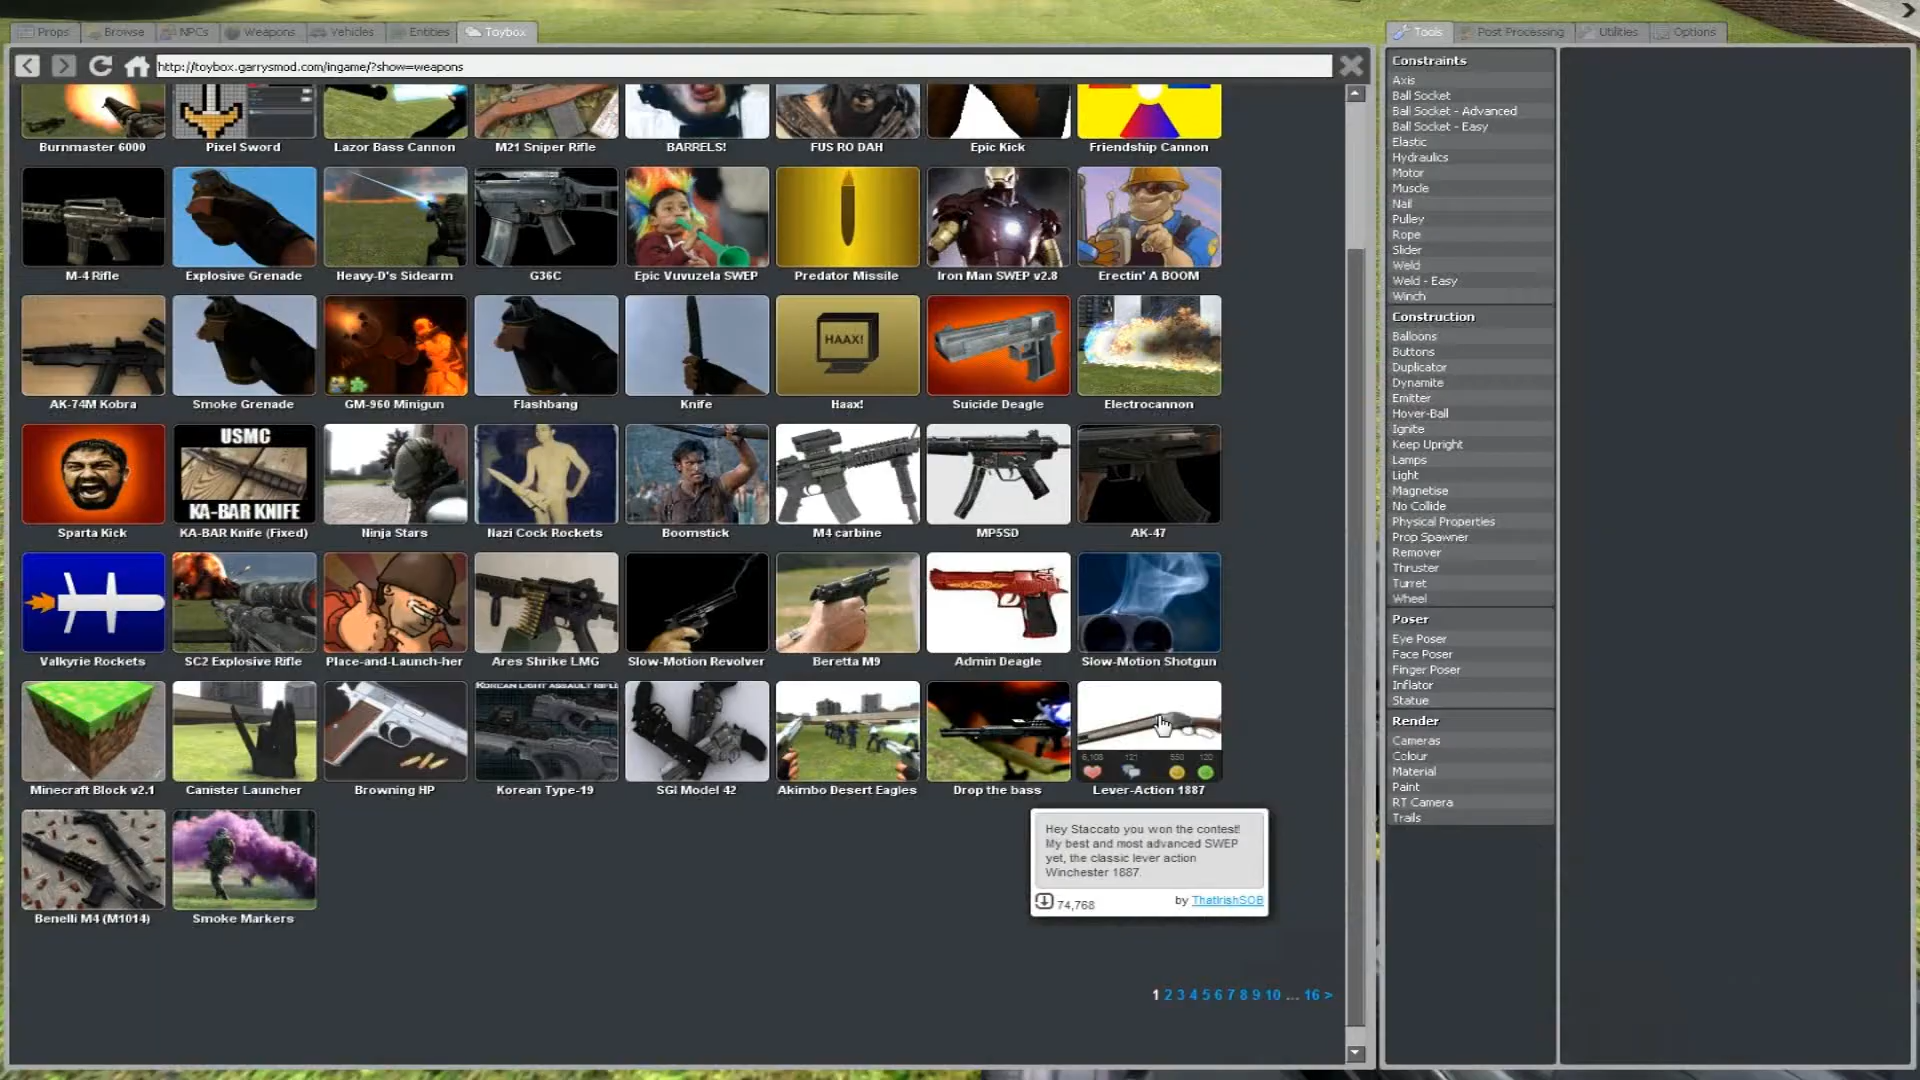 Props
Browse
NPCs
Weapons
Vehicles
Entities
Toybox
http://toybox.garrysmod.com/ingame/?show=weapons
Burnmaster 6000
Pixel Sword
Lazor Bass Cannon
M21 Sniper Rifle
BARRELS!
FUS RO DAH
Epic Kick
Friendship Cannon
M-4 Rifle
Explosive Grenade
Heavy-D's Sidearm
G36C
Epic Vuvuzela SWEP
Predator Missile
Iron Man SWEP v2.8
Erectin' A BOOM
HAAX!
AK-74M Kobra
Smoke Grenade
GM-960 Minigun
Flashbang
Knife
Haax!
Suicide Deagle
Electrocannon
USMC
KA-BAR KNIFE
Sparta Kick
KA-BAR Knife (Fixed)
Ninja Stars
Nazi Cock Rockets
Boomstick
M4 carbine
MP5SD
AK-47
Valkyrie Rockets
SC2 Explosive Rifle
Place-and-Launch-her
Ares Shrike LMG
Slow-Motion Revolver
Beretta M9
Admin Deagle
Slow-Motion Shotgun
KOREAN LIGHT ASSAULT RIFLE
6,108 121 550 120
Minecraft Block v2.1
Canister Launcher
Browning HP
Korean Type-19
SGI Model 42
Akimbo Desert Eagles
Drop the bass
Lever-Action 1887
Hey Staccato you won the contest!
My best and most advanced SWEP
yet, the classic lever action
Winchester 1887.
74,768
by ThatIrishSOB
Benelli M4 (M1014)
Smoke Markers
1 2 3 4 5 6 7 8 9 10 ... 16 >
Tools
Post Processing
Utilities
Options
Constraints
Axis
Ball Socket
Ball Socket - Advanced
Ball Socket - Easy
Elastic
Hydraulics
Motor
Muscle
Nail
Pulley
Rope
Slider
Weld
Weld - Easy
Winch
Construction
Balloons
Buttons
Duplicator
Dynamite
Emitter
Hover-Ball
Ignite
Keep Upright
Lamps
Light
Magnetise
No Collide
Physical Properties
Prop Spawner
Remover
Thruster
Turret
Wheel
Poser
Eye Poser
Face Poser
Finger Poser
Inflator
Statue
Render
Cameras
Colour
Material
Paint
RT Camera
Trails